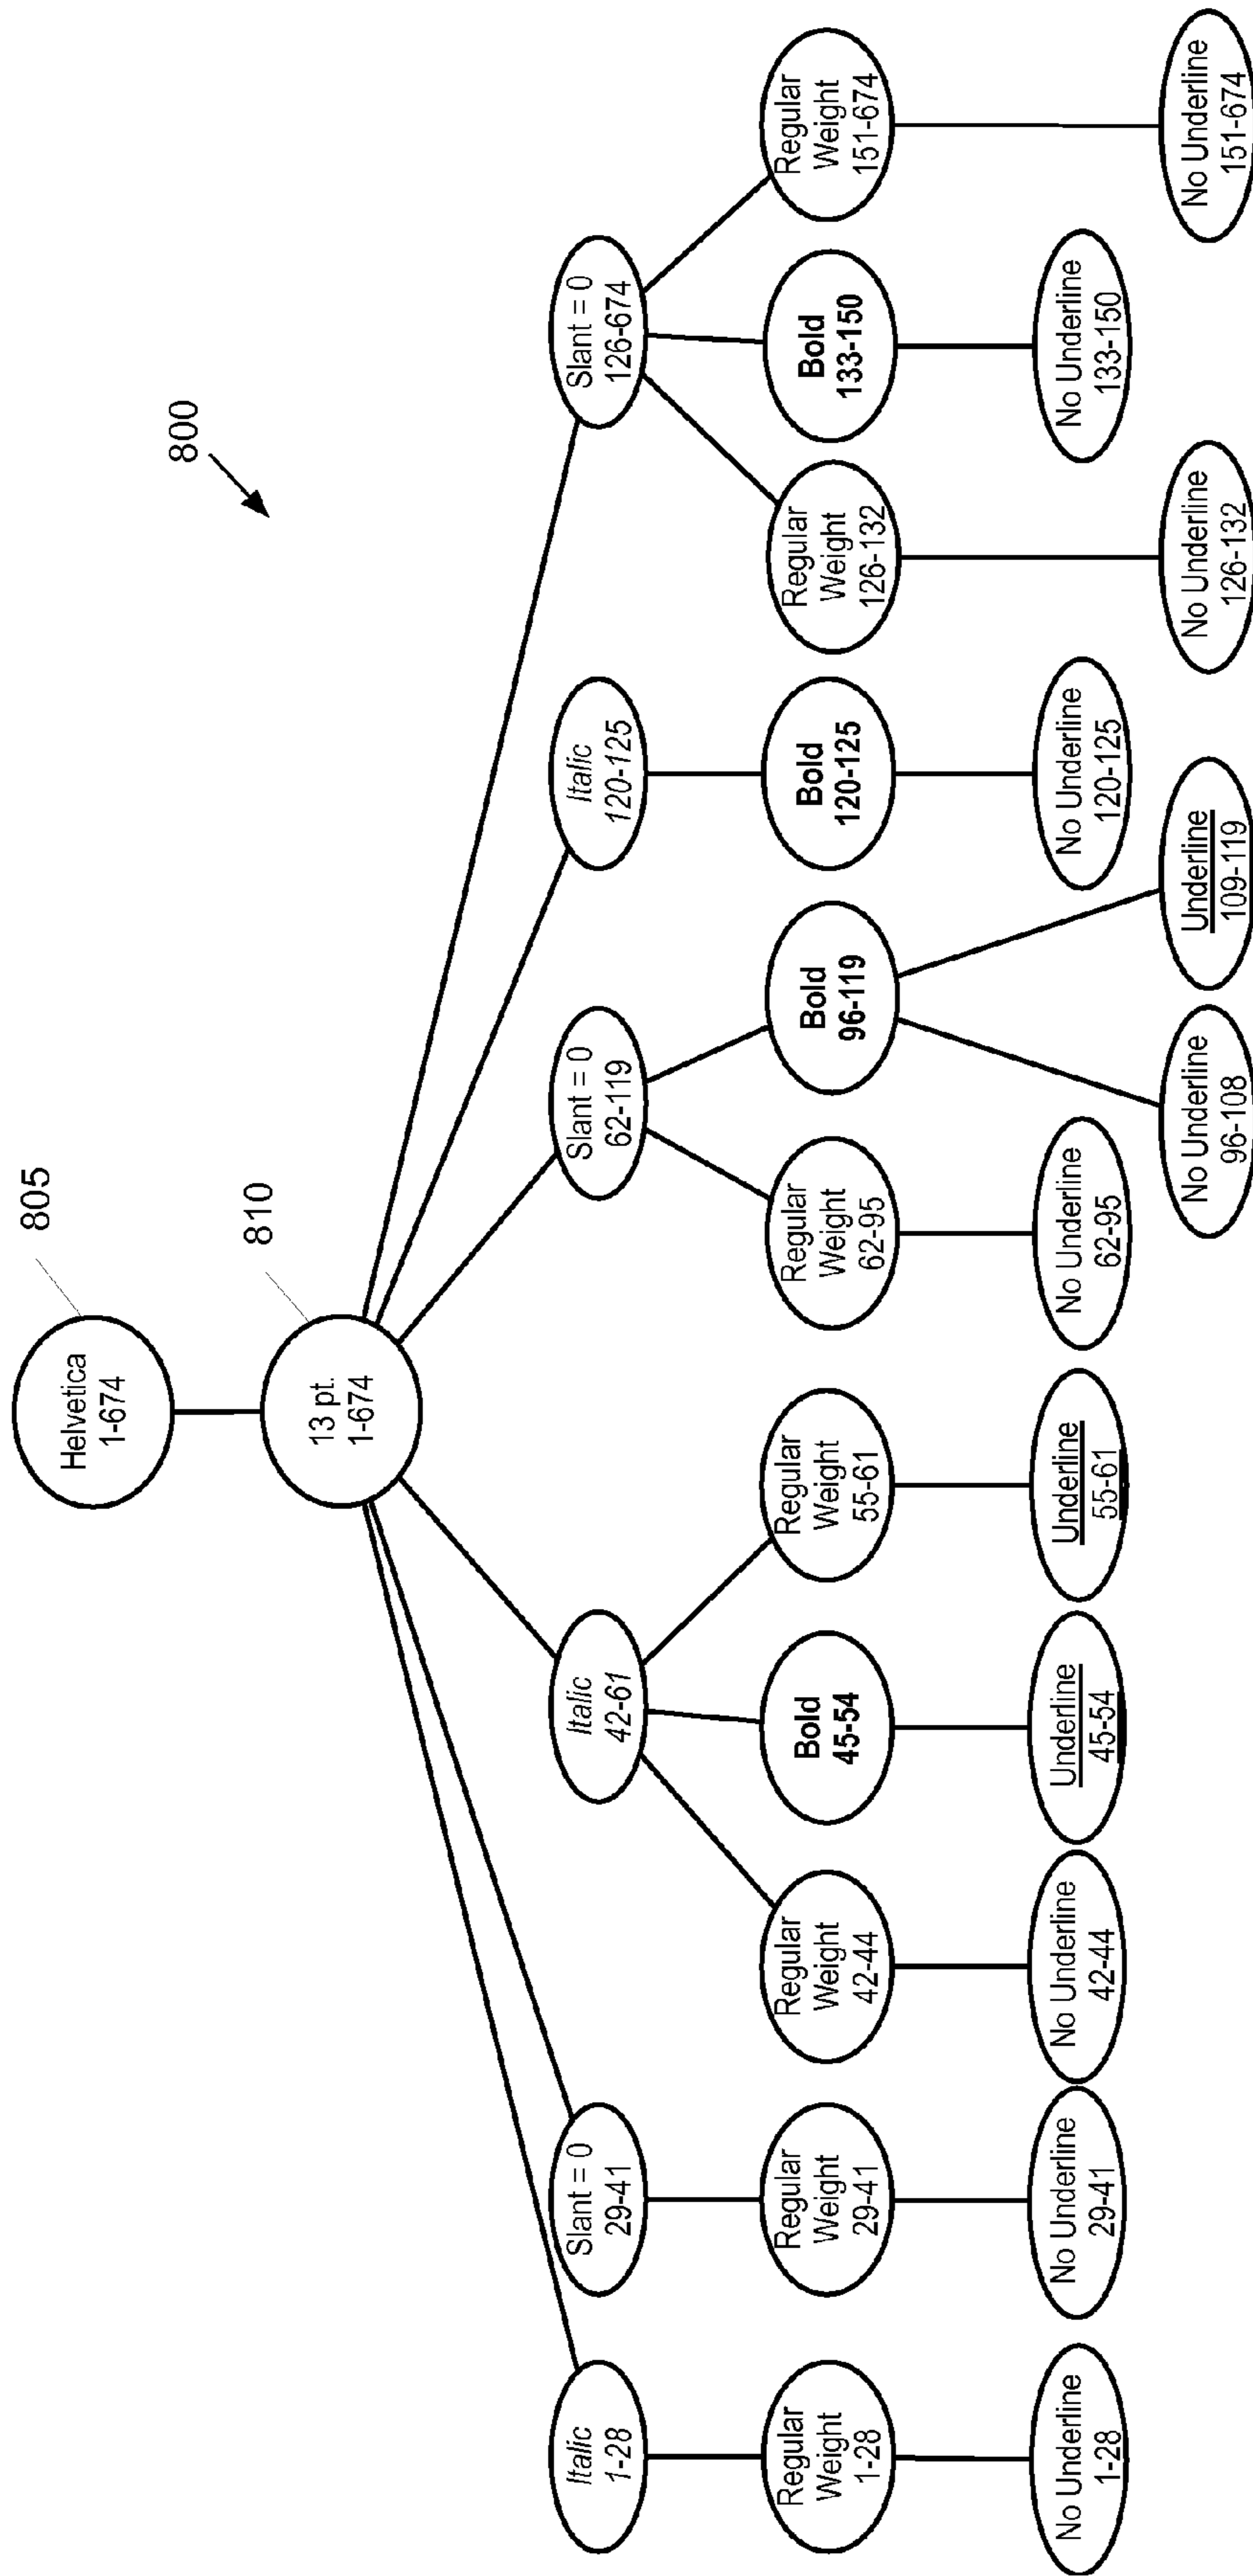 800
805
Helvetica
1-674
810
13 pt.
1-674
Italic
1-28
Slant = 0
29-41
Italic
42-61
Slant = 0
62-119
Italic
120-125
Slant = 0
126-674
Regular
Weight
1-28
Regular
Weight
29-41
Regular
Weight
42-44
Bold
45-54
Regular
Weight
55-61
Regular
Weight
62-95
Bold
96-119
Bold
120-125
Regular
Weight
126-132
Bold
133-150
Regular
Weight
151-674
No Underline
1-28
No Underline
29-41
No Underline
42-44
Underline
45-54
Underline
55-61
No Underline
62-95
No Underline
96-108
Underline
109-119
No Underline
120-125
No Underline
126-132
No Underline
133-150
No Underline
151-674